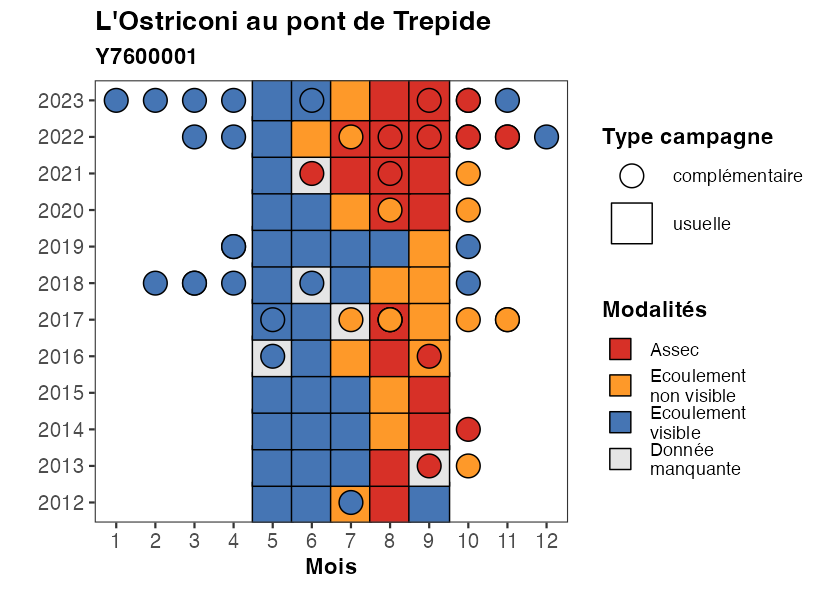 L'Ostriconi au pont de Trepide
Y7600001
2023
2022
2021
2020
2019
2018
2017
2016
2015
2014
2013
2012
1 2 3 4 5 6 7 8 9 10 11 12
Mois
Type campagne
complémentaire
usuelle
Modalités
Assec
Ecoulement
non visible
Ecoulement
visible
Donnée
manquante